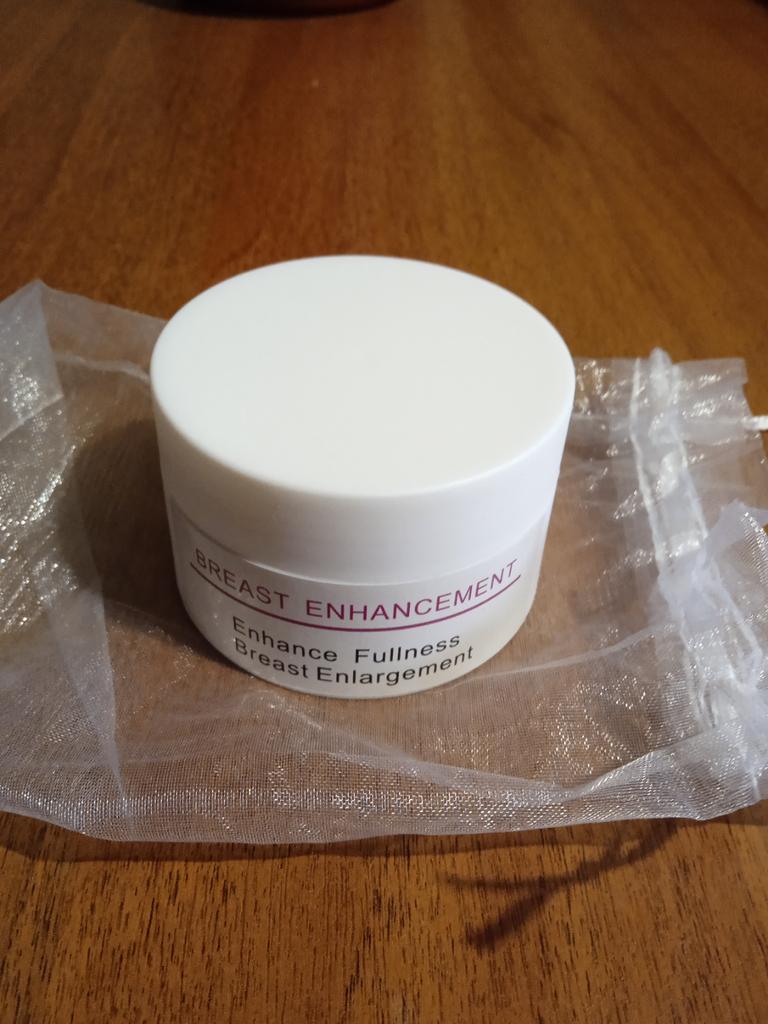 BREAST ENHANCEMENT
Enhance Fullness
Breast Enlargement